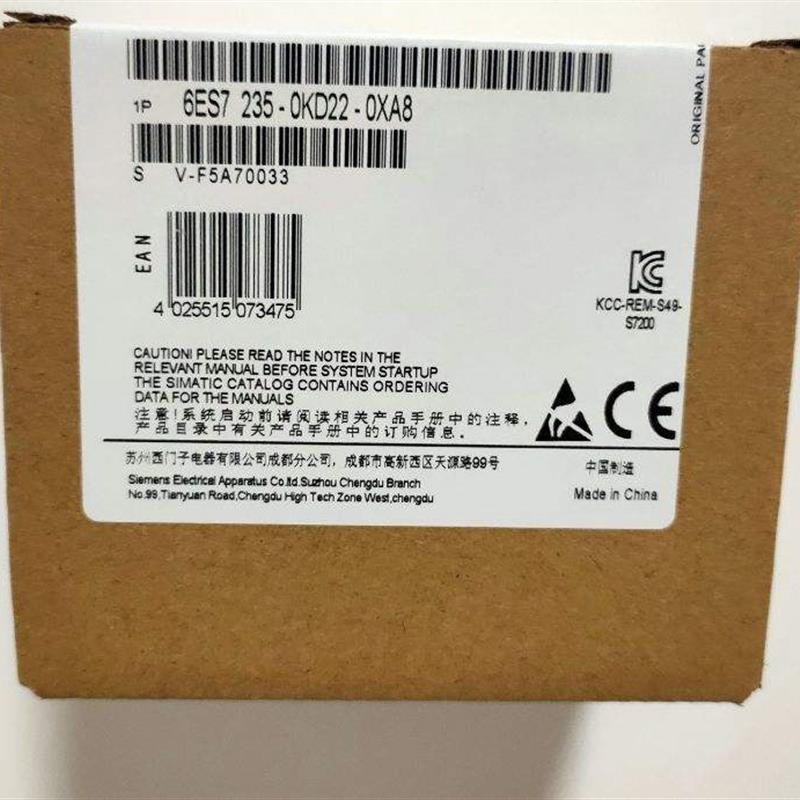 1P 6ES7 235-0KD22-0XA8
ORIGINAL PA
S V-F5A70033
EAN
4 025515 073475
KCC-REM-S49-
S7200
CAUTION! PLEASE READ THE NOTES IN THE
RELEVANT MANUAL BEFORE SYSTEM STARTUP
THE SIMATIC CATALOG CONTAINS ORDERING
DATA FOR THE MANUALS
注意!系统启动前请阅读相关产品手册中的注释,
产品目录中有关产品手册中的订购信息。
CE
苏州西门子电器有限公司成都分公司,成都市高新西区天源路99号
中国制造
Siemens Electrical Apparatus Co.ltd.Suzhou Chengdu Branch
No.99,Tianyuan Road,Chengdu High Tech Zone West,chengdu
Made in China